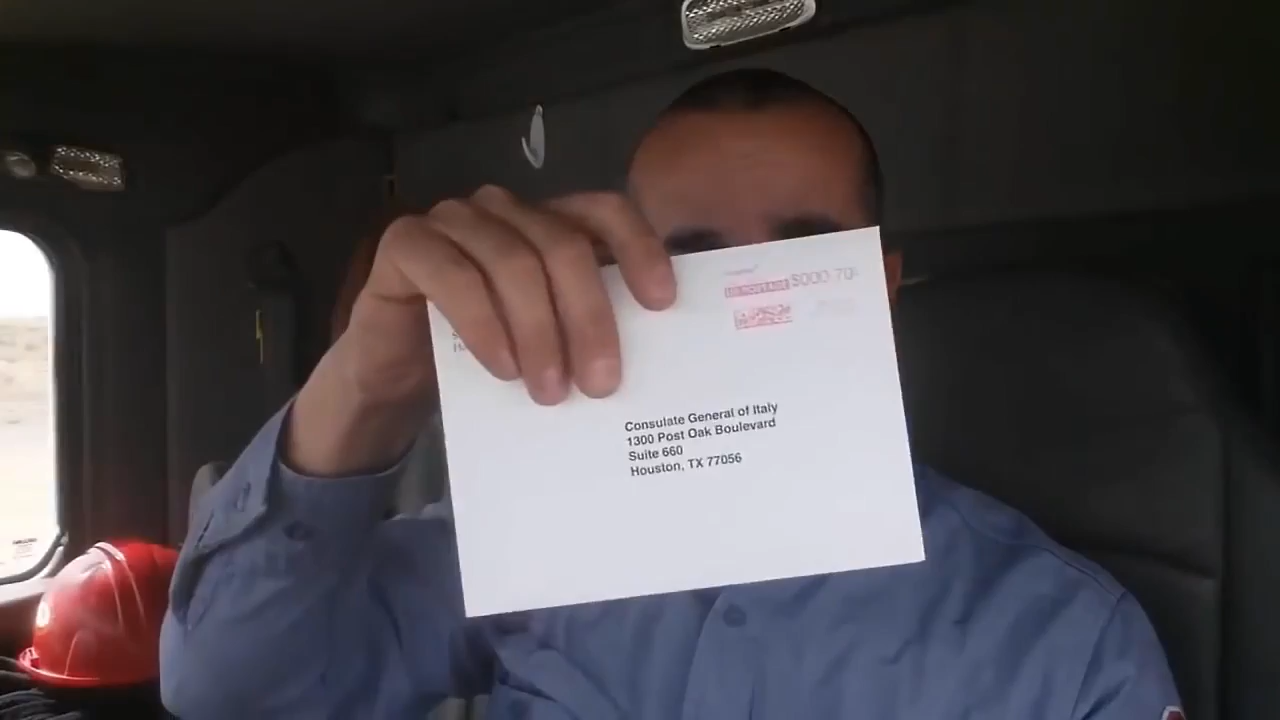 $000.70
Consulate General of Italy
1300 Post Oak Boulevard
Suite 660
Houston, TX 77056